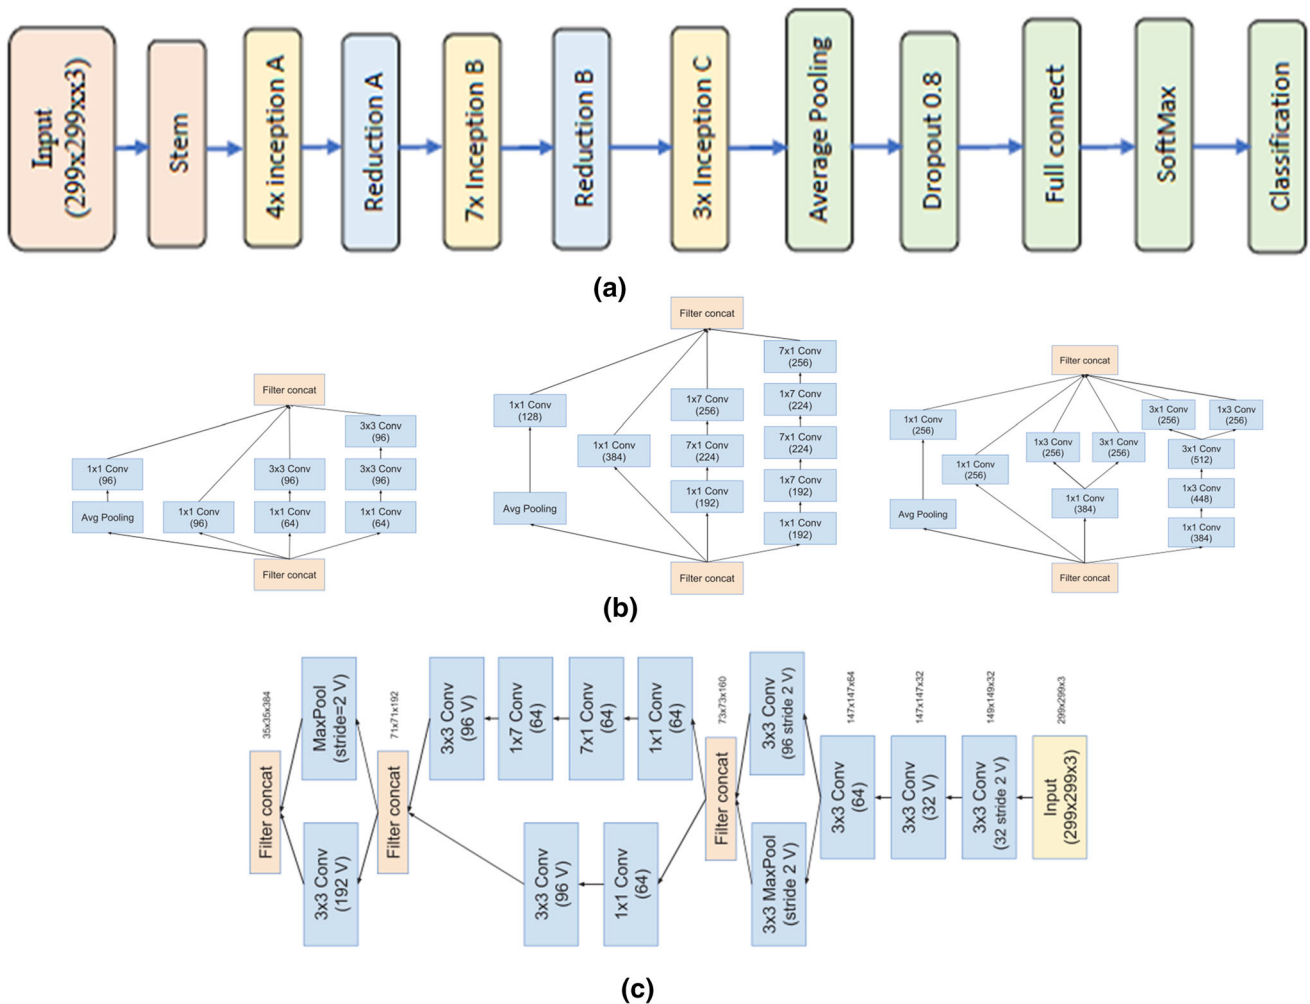 Input
(299x299xx3)
Stem
4x inception A
Reduction A
7x Inception B
Reduction B
3x Inception C
Average Pooling
Dropout 0.8
Full connect
SoftMax
Classification
(a)
Filter concat
3x3 Conv
(96)
1x1 Conv
(96)
3x3 Conv
(96)
3x3 Conv
(96)
Avg Pooling
1x1 Conv
(96)
1x1 Conv
(64)
1x1 Conv
(64)
Filter concat
Filter concat
7x1 Conv
(256)
1x1 Conv
(128)
1x7 Conv
(256)
1x7 Conv
(224)
1x1 Conv
(384)
7x1 Conv
(224)
7x1 Conv
(224)
Avg Pooling
1x1 Conv
(192)
1x7 Conv
(192)
1x1 Conv
(192)
Filter concat
Filter concat
1x1 Conv
(256)
3x1 Conv
(256)
1x3 Conv
(256)
1x1 Conv
(256)
1x3 Conv
(256)
3x1 Conv
(256)
3x1 Conv
(512)
Avg Pooling
1x1 Conv
(384)
1x3 Conv
(448)
1x1 Conv
(384)
Filter concat
(b)
35x35x384
Filter concat
MaxPool
(stride=2 V)
3x3 Conv
(192 V)
71x71x192
Filter concat
3x3 Conv
(96 V)
1x7 Conv
(64)
7x1 Conv
(64)
1x1 Conv
(64)
3x3 Conv
(96 V)
1x1 Conv
(64)
73x73x160
Filter concat
3x3 Conv
(96 stride 2 V)
3x3 MaxPool
(stride 2 V)
147x147x64
3x3 Conv
(64)
147x147x32
3x3 Conv
(32 V)
149x149x32
3x3 Conv
(32 stride 2 V)
299x299x3
Input
(299x299x3)
(c)